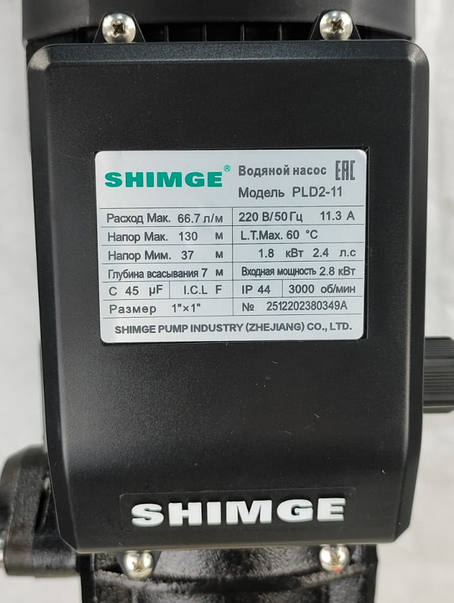 SHIMGE® Водяной насос EAC
Модель PLD2-11
Расход Мак. 66.7 л/м 220 В/50 Гц 11.3 А
Напор Мак. 130 м L.T.Max. 60 °C
Напор Мим. 37 м 1.8 кВт 2.4 л.с
Глубина всасывания 7 м Входная мощность 2.8 кВт
C 45 µF I.C.L F IP 44 3000 об/мин
Размер 1"×1" № 2512202380349A
SHIMGE PUMP INDUSTRY (ZHEJIANG) CO., LTD.
SHIMGE